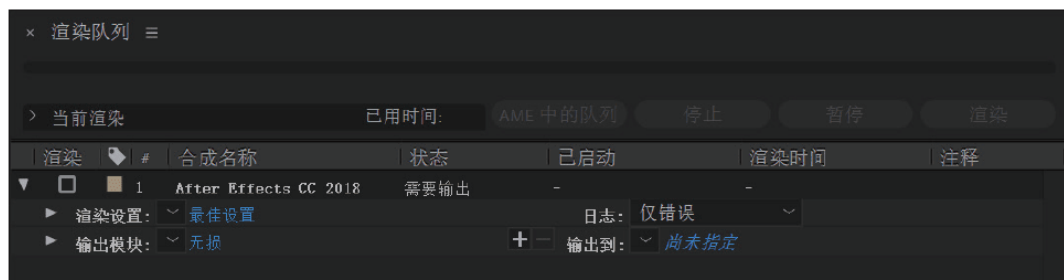 × 渲染队列 ≡
> 当前渲染 已用时间: AME 中的队列 停止 暂停 渲染
渲染 # 合成名称 状态 已启动 渲染时间 注释
1 After Effects CC 2018 需要输出 - -
渲染设置: 最佳设置 日志: 仅错误
输出模块: 无损 + - 输出到: 尚未指定